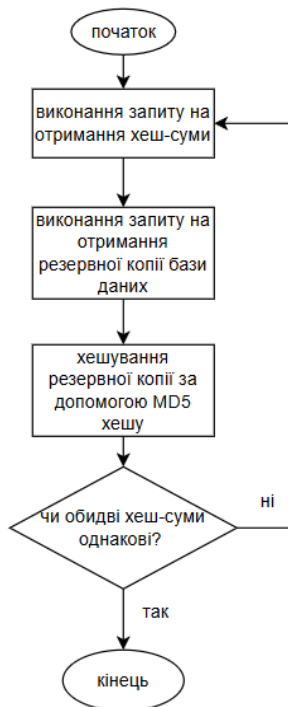 початок
виконання запиту на
отримання хеш-суми
виконання запиту на
отримання
резервної копії бази
даних
хешування
резервної копії за
допомогою MD5
хешу
чи обидві хеш-суми
однакові?
ні
так
кінець